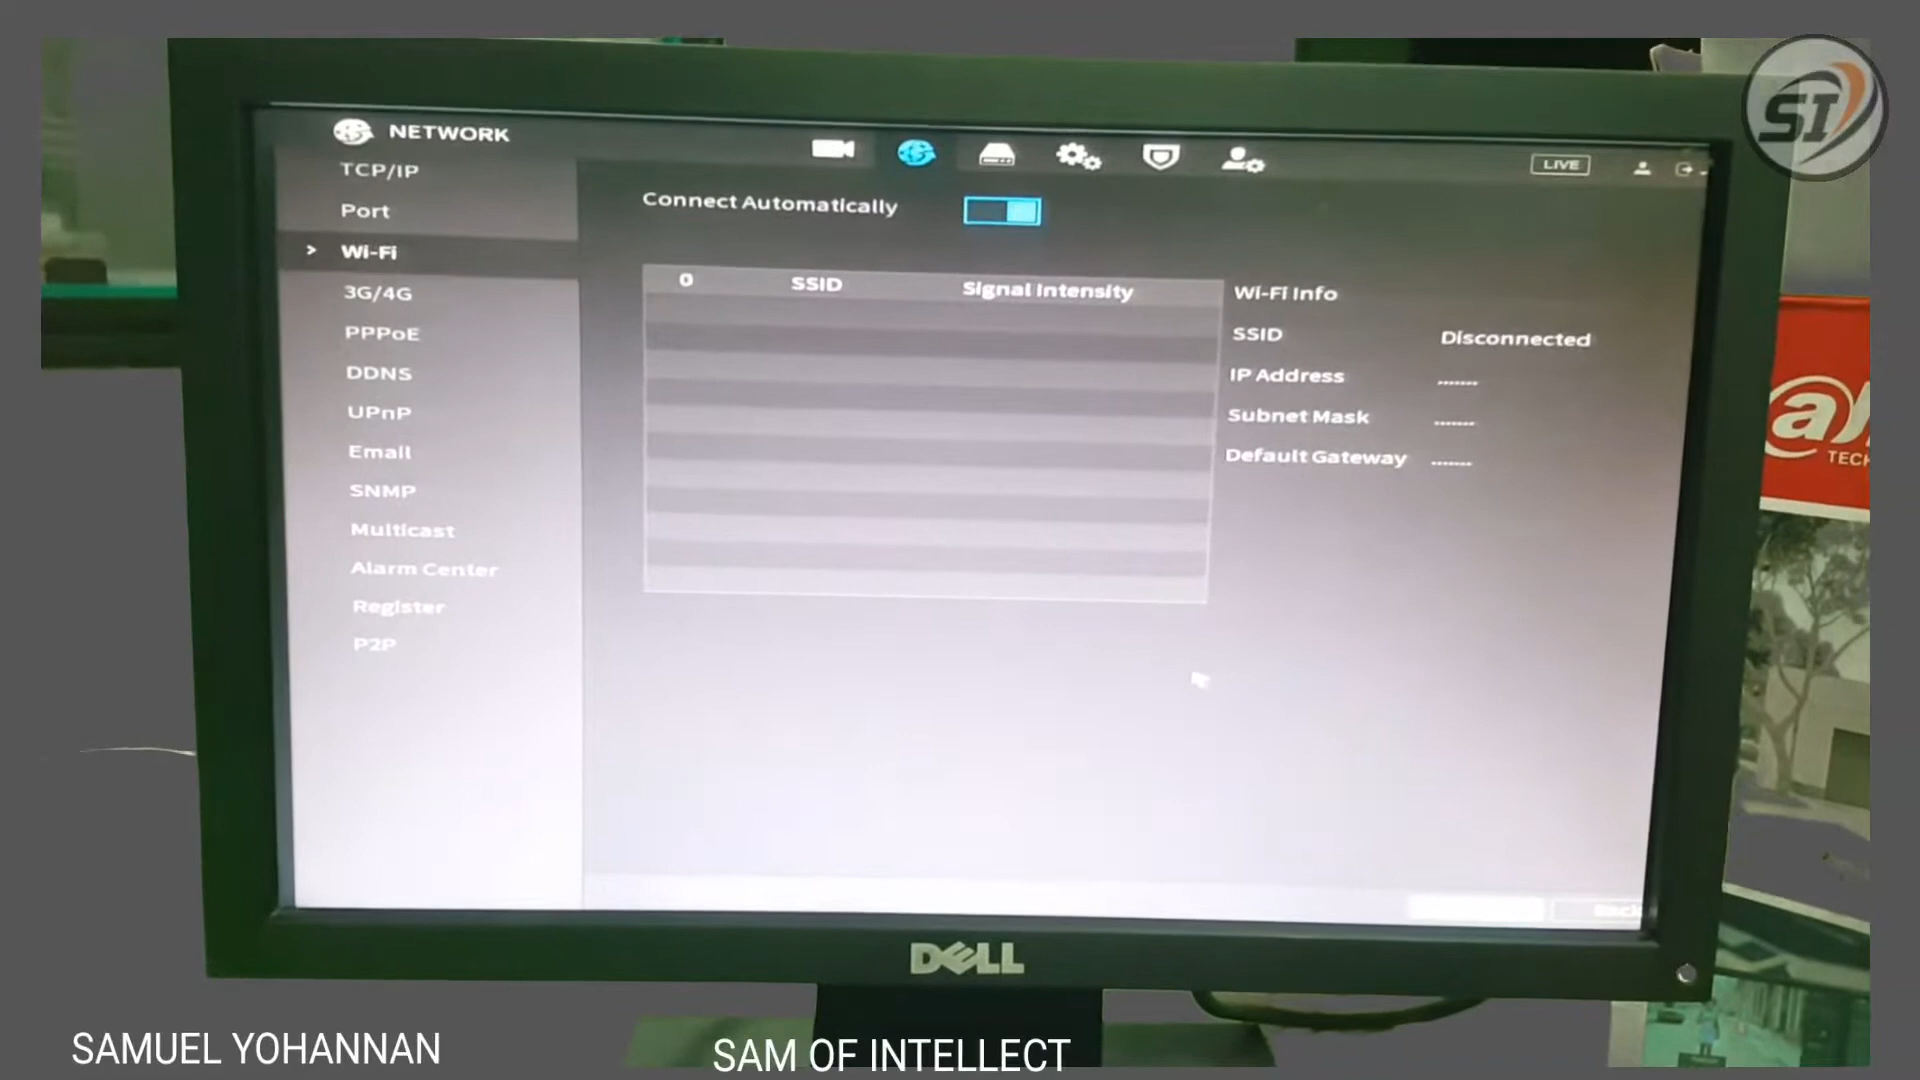 SI
NETWORK
LIVE
TCP/IP
Port
> Wi-Fi
3G/4G
PPPoE
DDNS
UPnP
Email
SNMP
Multicast
Alarm Center
Register
P2P
Connect Automatically
0 SSID Signal Intensity
Wi-Fi Info
SSID Disconnected
IP Address
Subnet Mask
Default Gateway
Back
DELL
a
TECH
SAMUEL YOHANNAN
SAM OF INTELLECT